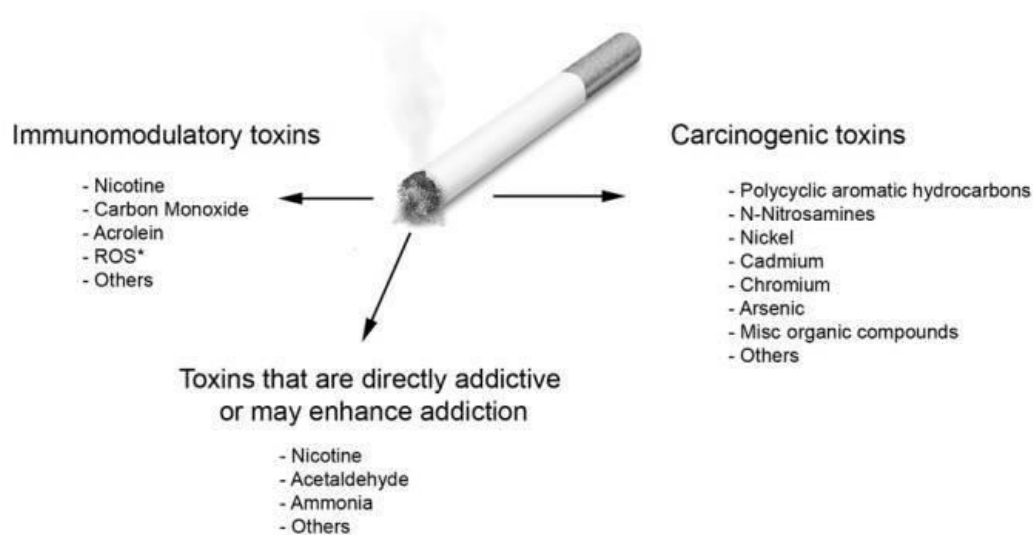 Immunomodulatory toxins
- Nicotine
- Carbon Monoxide
- Acrolein
- ROS*
- Others
Carcinogenic toxins
- Polycyclic aromatic hydrocarbons
- N-Nitrosamines
- Nickel
- Cadmium
- Chromium
- Arsenic
- Misc organic compounds
- Others
Toxins that are directly addictive
or may enhance addiction
- Nicotine
- Acetaldehyde
- Ammonia
- Others